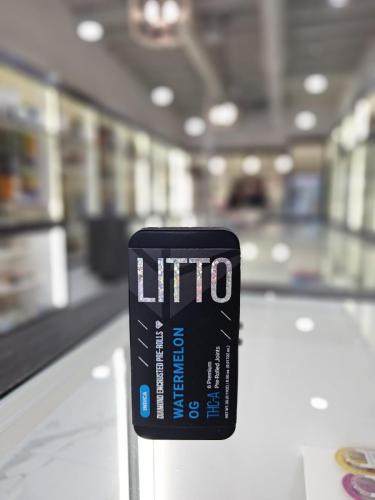 LITTO
INDICA
DIAMOND ENCRUSTED PRE-ROLLS
WATERMELON
OG
THC-A
6 Premium
Pre-Rolled Joints